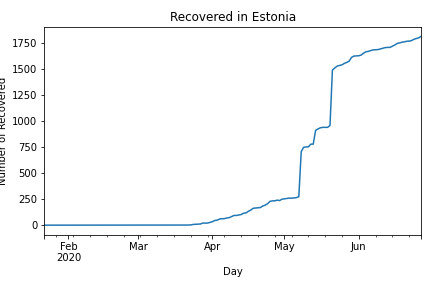 Recovered in Estonia
Number of Recovered
1750
1500
1250
1000
750
500
250
0
Feb
2020
Mar
Apr
May
Jun
Day